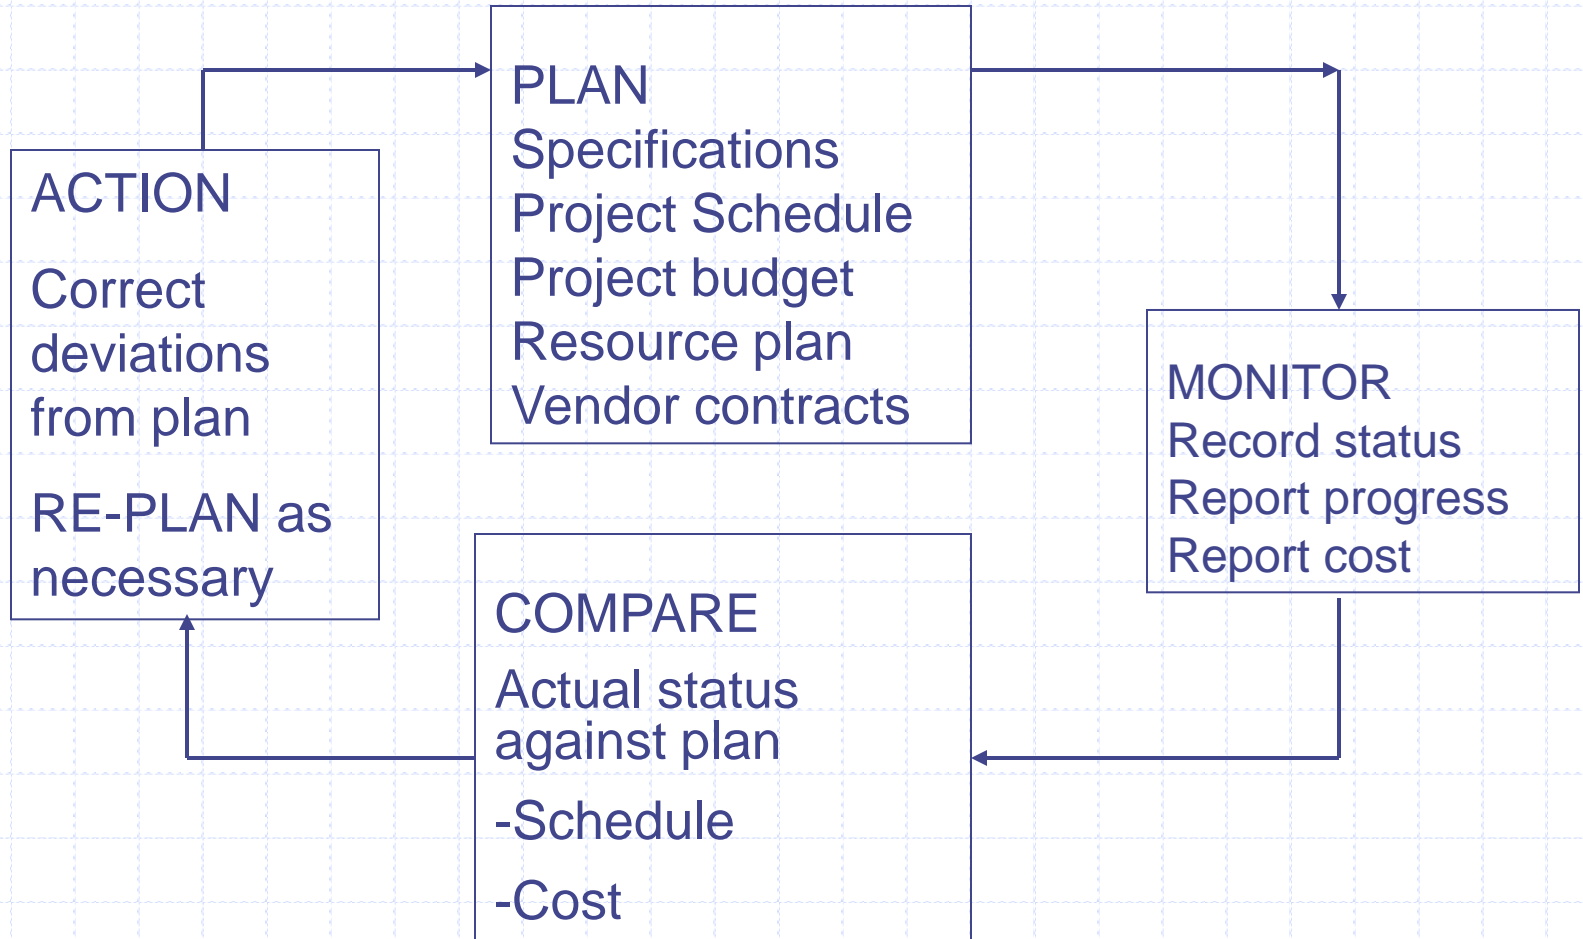 PLAN
Specifications
Project Schedule
Project budget
Resource plan
Vendor contracts
ACTION
Correct
deviations
from plan
RE-PLAN as
necessary
MONITOR
Record status
Report progress
Report cost
COMPARE
Actual status
against plan
-Schedule
-Cost